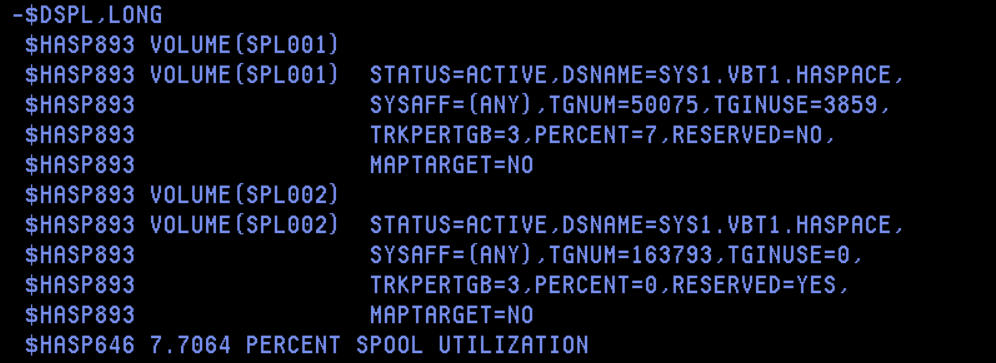 -$DSPL,LONG
$HASP893 VOLUME(SPL001)
$HASP893 VOLUME(SPL001)  STATUS=ACTIVE,DSNAME=SYS1.VBT1.HASPACE,
$HASP893                 SYSAFF=(ANY),TGNUM=50075,TGINUSE=3859,
$HASP893                 TRKPERTGB=3,PERCENT=7,RESERVED=NO,
$HASP893                 MAPTARGET=NO
$HASP893 VOLUME(SPL002)
$HASP893 VOLUME(SPL002)  STATUS=ACTIVE,DSNAME=SYS1.VBT1.HASPACE,
$HASP893                 SYSAFF=(ANY),TGNUM=163793,TGINUSE=0,
$HASP893                 TRKPERTGB=3,PERCENT=0,RESERVED=YES,
$HASP893                 MAPTARGET=NO
$HASP646 7.7064 PERCENT SPOOL UTILIZATION